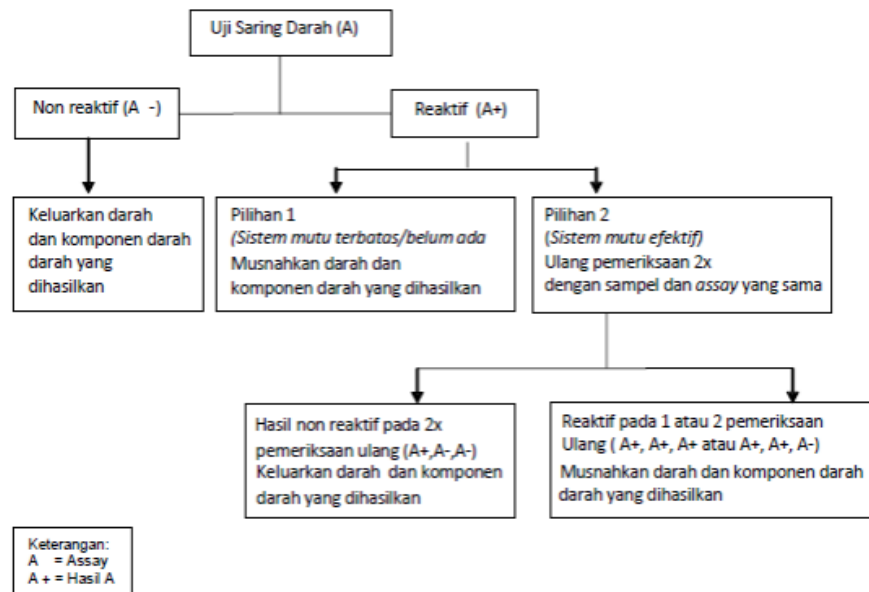 Uji Saring Darah (A)
Non reaktif (A  -)
Reaktif  (A+)
Keluarkan darah
dan komponen darah
darah yang
dihasilkan
Pilihan 1
(Sistem mutu terbatas/belum ada
Musnahkan darah dan
komponen darah yang dihasilkan
Pilihan 2
(Sistem mutu efektif)
Ulang pemeriksaan 2x
dengan sampel dan assay yang sama
Hasil non reaktif pada 2x
pemeriksaan ulang (A+,A-,A-)
Keluarkan darah  dan komponen
darah yang dihasilkan
Reaktif pada 1 atau 2 pemeriksaan
Ulang ( A+, A+, A+ atau A+, A+, A-)
Musnahkan darah dan komponen darah
darah yang dihasilkan
Keterangan:
A    = Assay
A + = Hasil A